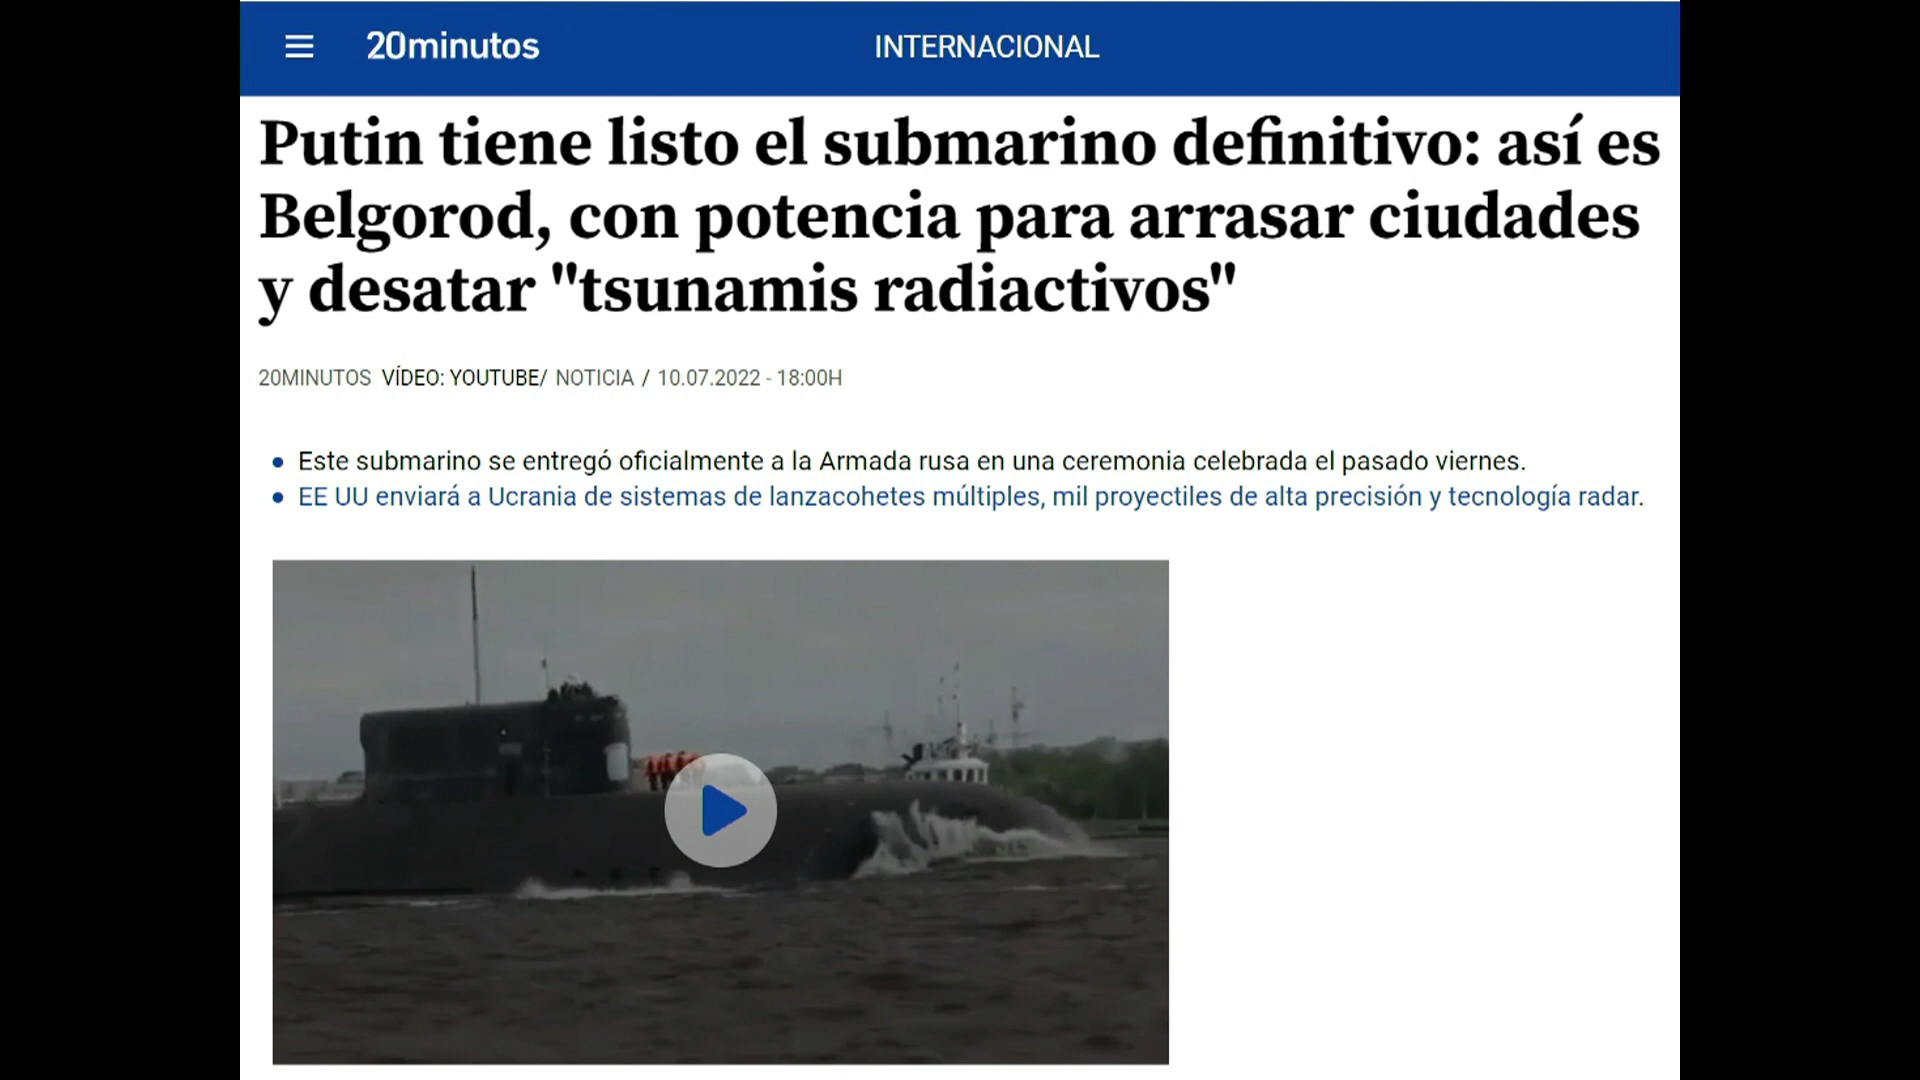 20minutos
INTERNACIONAL
Putin tiene listo el submarino definitivo: así es
Belgorod, con potencia para arrasar ciudades
y desatar "tsunamis radiactivos"
20MINUTOS VÍDEO: YOUTUBE/ NOTICIA / 10.07.2022 - 18:00H
Este submarino se entregó oficialmente a la Armada rusa en una ceremonia celebrada el pasado viernes.
EE UU enviará a Ucrania de sistemas de lanzacohetes múltiples, mil proyectiles de alta precisión y tecnología radar.